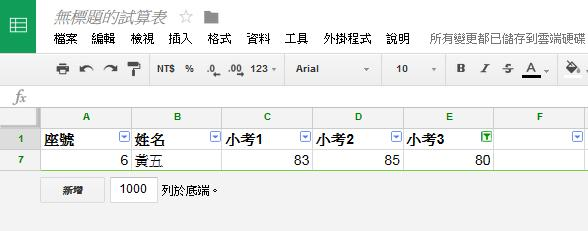 無標題的試算表
檔案 編輯 檢視 插入 格式 資料 工具 外掛程式 說明 所有變更都已儲存到雲端硬碟
NT$ % .0 .00 123 Arial 10 B I S A
fx
A B C D E F
1 座號 姓名 小考1 小考2 小考3
7 6 黃五 83 85 80
新增 1000 列於底端。